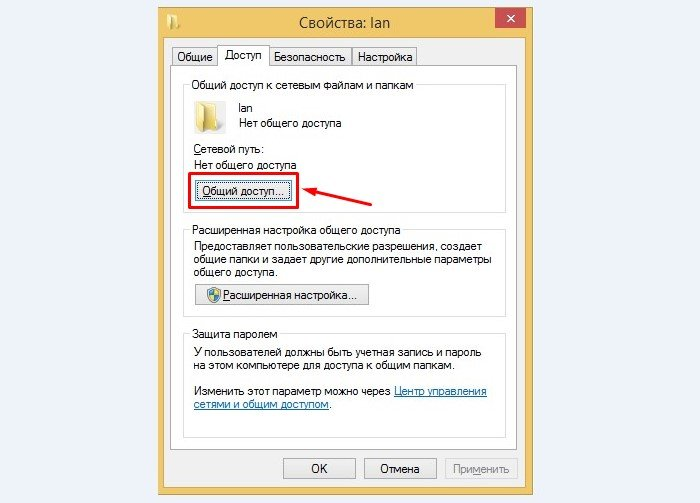 Свойства: lan
Общие Доступ Безопасность Настройка
Общий доступ к сетевым файлам и папкам
lan
Нет общего доступа
Сетевой путь:
Нет общего доступа
Общий доступ...
Расширенная настройка общего доступа
Предоставляет пользовательские разрешения, создает
общие папки и задает другие дополнительные параметры
общего доступа.
Расширенная настройка...
Защита паролем
У пользователей должны быть учетная запись и пароль
на этом компьютере для доступа к общим папкам.
Изменить этот параметр можно через Центр управления
сетями и общим доступом.
OK Отмена Применить